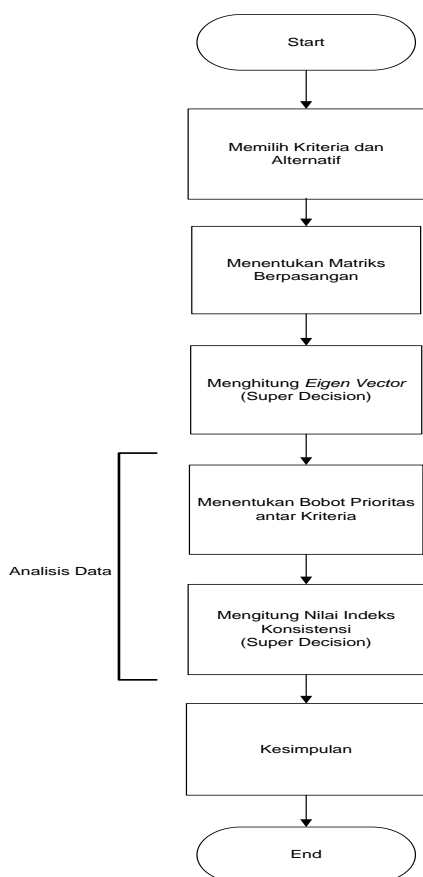 Start
Memilih Kriteria dan
Alternatif
Menentukan Matriks
Berpasangan
Menghitung Eigen Vector
(Super Decision)
Menentukan Bobot Prioritas
antar Kriteria
Analisis Data
Mengitung Nilai Indeks
Konsistensi
(Super Decision)
Kesimpulan
End